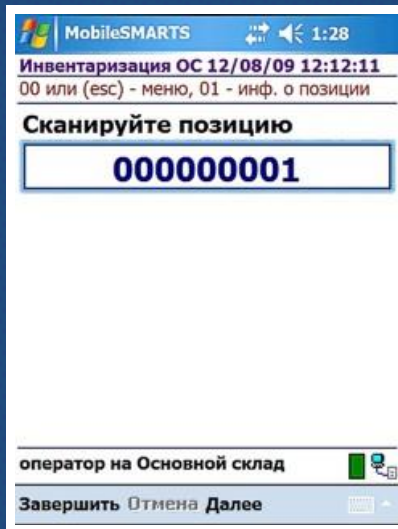 MobileSMARTS 1:28
Инвентаризация ОС 12/08/09 12:12:11
00 или (esc) - меню, 01 - инф. о позиции
Сканируйте позицию
000000001
оператор на Основной склад
Завершить Отмена Далее